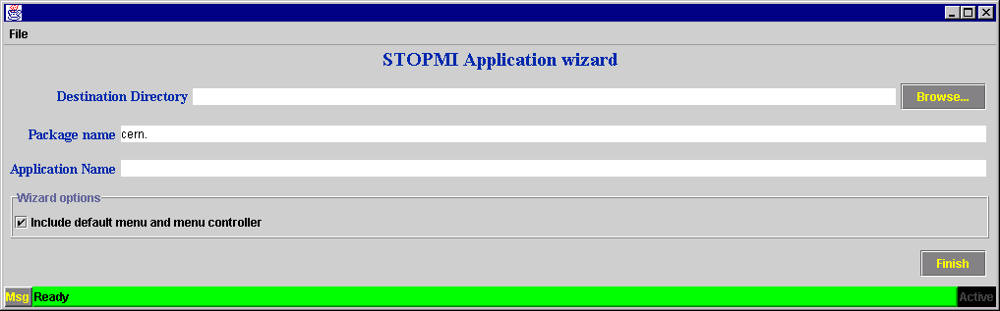 File
STOPMI Application wizard
Destination Directory Browse...
Package name cern.
Application Name
Wizard options
Include default menu and menu controller
Finish
Msg Ready Active